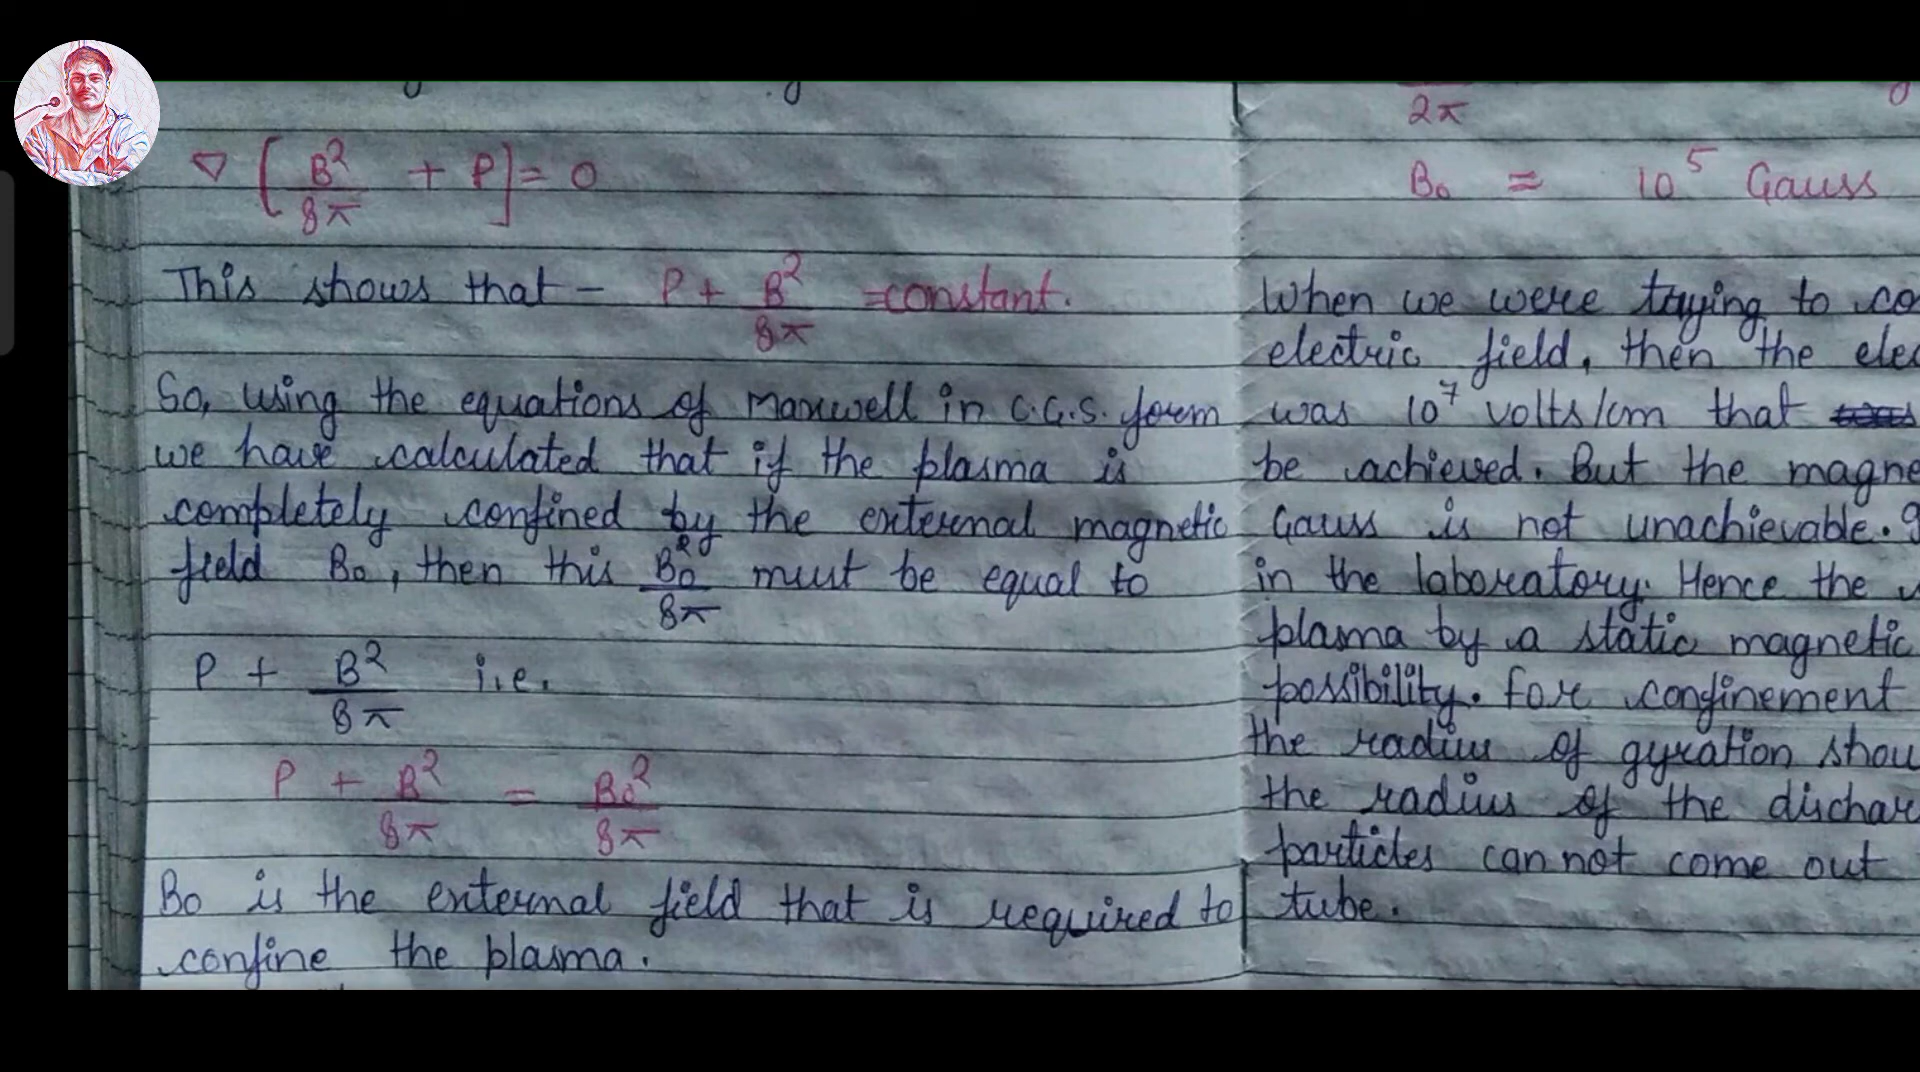 ∇ [B²/8π + P] = 0
This shows that - P + B²/8π = constant.
So, using the equations of Maxwell in C.G.S. form
we have calculated that if the plasma is
completely confined by the external magnetic
field B₀, then this B₀²/8π must be equal to
P + B²/8π i.e.
P + B²/8π = B₀²/8π
B₀ is the external field that is required to
confine the plasma.
2π
B₀ = 10⁵ Gauss
When we were trying to co
electric field, then the elec
was 10⁷ volts/cm that
be achieved. But the magne
Gauss is not unachievable.
in the laboratory. Hence the
plasma by a static magnetic
possibility. For confinement
the radius of gyration shou
the radius of the dischar
particles can not come out
tube.